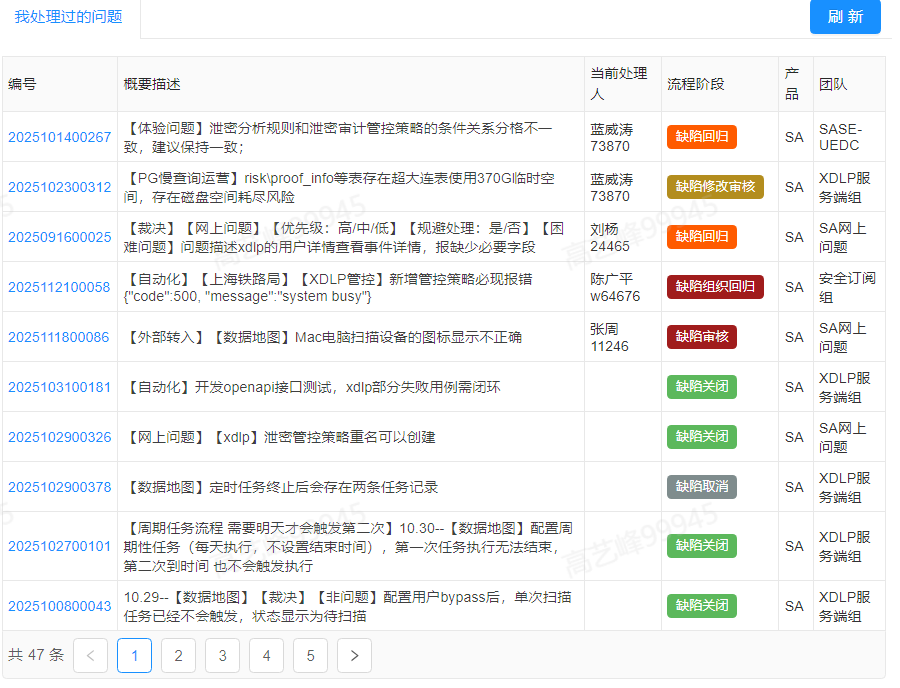 我处理过的问题
刷 新
编号 概要描述 当前处理人 流程阶段 产品 团队
2025101400267 【体验问题】泄密分析规则和泄密审计管控策略的条件关系分格不一致，建议保持一致； 蓝威涛 73870 缺陷回归 SA SASE-UEDC
2025102300312 【PG慢查询运营】risk\proof_info等表存在超大连表使用370G临时空间，存在磁盘空间耗尽风险 蓝威涛 73870 缺陷修改审核 SA XDLP服务端组
2025091600025 【裁决】【网上问题】【优先级：高/中/低】【规避处理：是/否】【困难问题】问题描述xdlp的用户详情查看事件详情，报缺少必要字段 刘杨 24465 缺陷回归 SA SA网上问题
2025112100058 【自动化】【上海铁路局】【XDLP管控】新增管控策略必现报错{"code":500, "message":"system busy"} 陈广平 w64676 缺陷组织回归 SA 安全订阅组
2025111800086 【外部转入】【数据地图】Mac电脑扫描设备的图标显示不正确 张周 11246 缺陷审核 SA SA网上问题
2025103100181 【自动化】开发openapi接口测试，xdlp部分失败用例需闭环 缺陷关闭 SA XDLP服务端组
2025102900326 【网上问题】【xdlp】泄密管控策略重名可以创建 缺陷关闭 SA SA网上问题
2025102900378 【数据地图】定时任务终止后会存在两条任务记录 缺陷取消 SA XDLP服务端组
2025102700101 【周期任务流程 需要明天才会触发第二次】10.30--【数据地图】配置周期性任务（每天执行，不设置结束时间），第一次任务执行无法结束，第二次到时间 也不会触发执行 缺陷关闭 SA XDLP服务端组
2025100800043 10.29--【数据地图】【裁决】【非问题】配置用户bypass后，单次扫描任务已经不会触发，状态显示为待扫描 缺陷关闭 SA XDLP服务端组
共 47 条 < 1 2 3 4 5 >
高艺峰99945
高艺峰99945
高艺峰99945
高艺峰99945